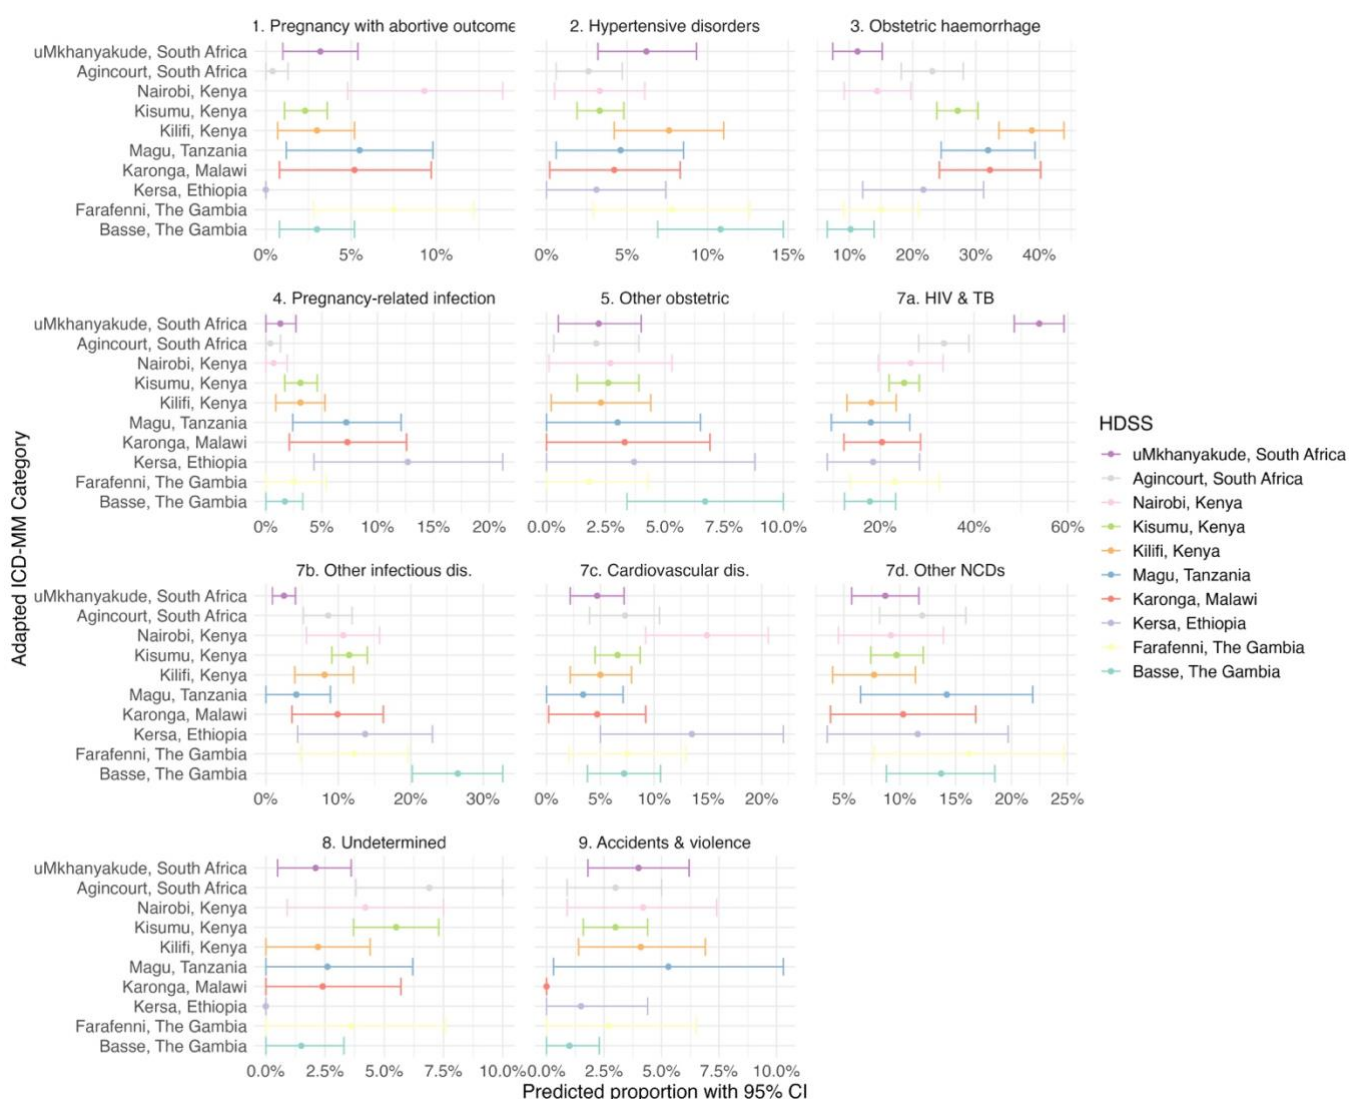 1. Pregnancy with abortive outcome
2. Hypertensive disorders
3. Obstetric haemorrhage
uMkhanyakude, South Africa
Agincourt, South Africa
Nairobi, Kenya
Kisumu, Kenya
Kilifi, Kenya
Magu, Tanzania
Karonga, Malawi
Kersa, Ethiopia
Farafenni, The Gambia
Basse, The Gambia
0% 5% 10%
0% 5% 10% 15%
10% 20% 30% 40%
4. Pregnancy-related infection
5. Other obstetric
7a. HIV & TB
uMkhanyakude, South Africa
Agincourt, South Africa
Nairobi, Kenya
Kisumu, Kenya
Kilifi, Kenya
Magu, Tanzania
Karonga, Malawi
Kersa, Ethiopia
Farafenni, The Gambia
Basse, The Gambia
0% 5% 10% 15% 20%
0.0% 2.5% 5.0% 7.5% 10.0%
20% 40% 60%
7b. Other infectious dis.
7c. Cardiovascular dis.
7d. Other NCDs
uMkhanyakude, South Africa
Agincourt, South Africa
Nairobi, Kenya
Kisumu, Kenya
Kilifi, Kenya
Magu, Tanzania
Karonga, Malawi
Kersa, Ethiopia
Farafenni, The Gambia
Basse, The Gambia
0% 10% 20% 30%
0% 5% 10% 15% 20%
5% 10% 15% 20% 25%
8. Undetermined
9. Accidents & violence
uMkhanyakude, South Africa
Agincourt, South Africa
Nairobi, Kenya
Kisumu, Kenya
Kilifi, Kenya
Magu, Tanzania
Karonga, Malawi
Kersa, Ethiopia
Farafenni, The Gambia
Basse, The Gambia
0.0% 2.5% 5.0% 7.5% 10.0%
0.0% 2.5% 5.0% 7.5% 10.0%
Predicted proportion with 95% CI
Adapted ICD-MM Category
HDSS
uMkhanyakude, South Africa
Agincourt, South Africa
Nairobi, Kenya
Kisumu, Kenya
Kilifi, Kenya
Magu, Tanzania
Karonga, Malawi
Kersa, Ethiopia
Farafenni, The Gambia
Basse, The Gambia